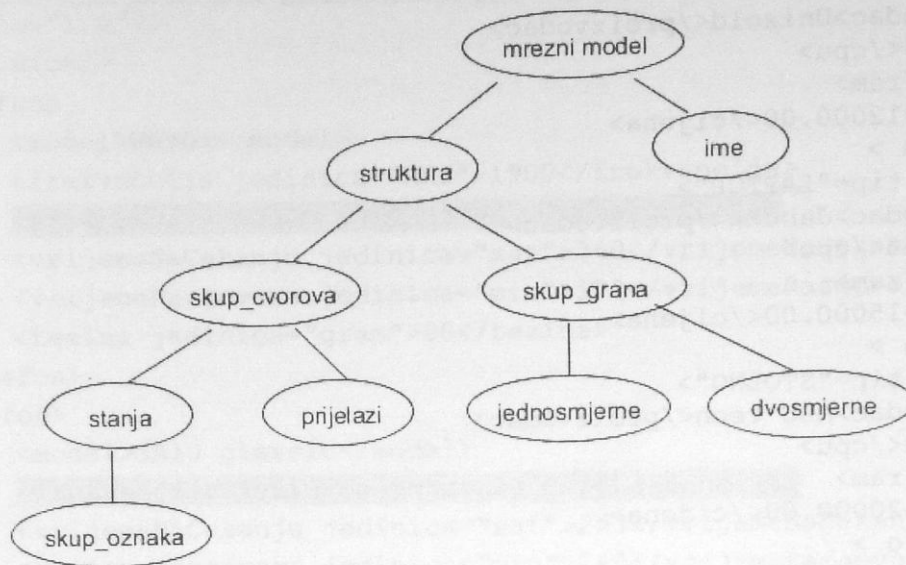 mrezni model
struktura
ime
skup_cvorova
skup_grana
stanja
prijelazi
jednosmjerne
dvosmjerne
skup_oznaka